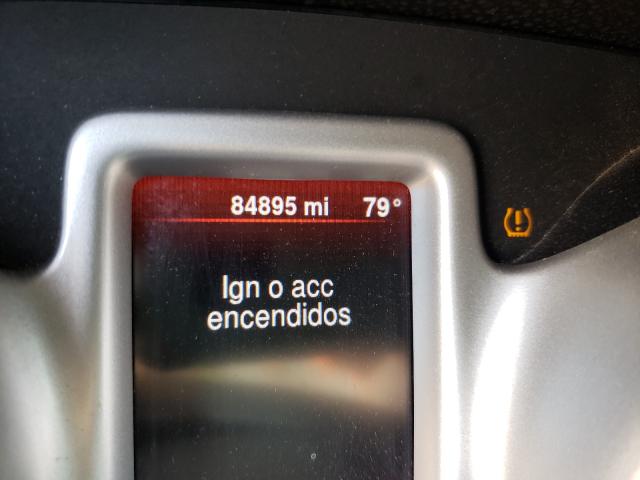 84895 mi 79°
Ign o acc
encendidos